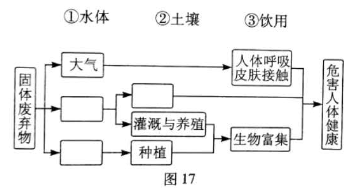 ①水体 ②土壤 ③饮用
固体废弃物
大气
人体呼吸
皮肤接触
灌溉与养殖
种植
生物富集
危害人体健康
图17